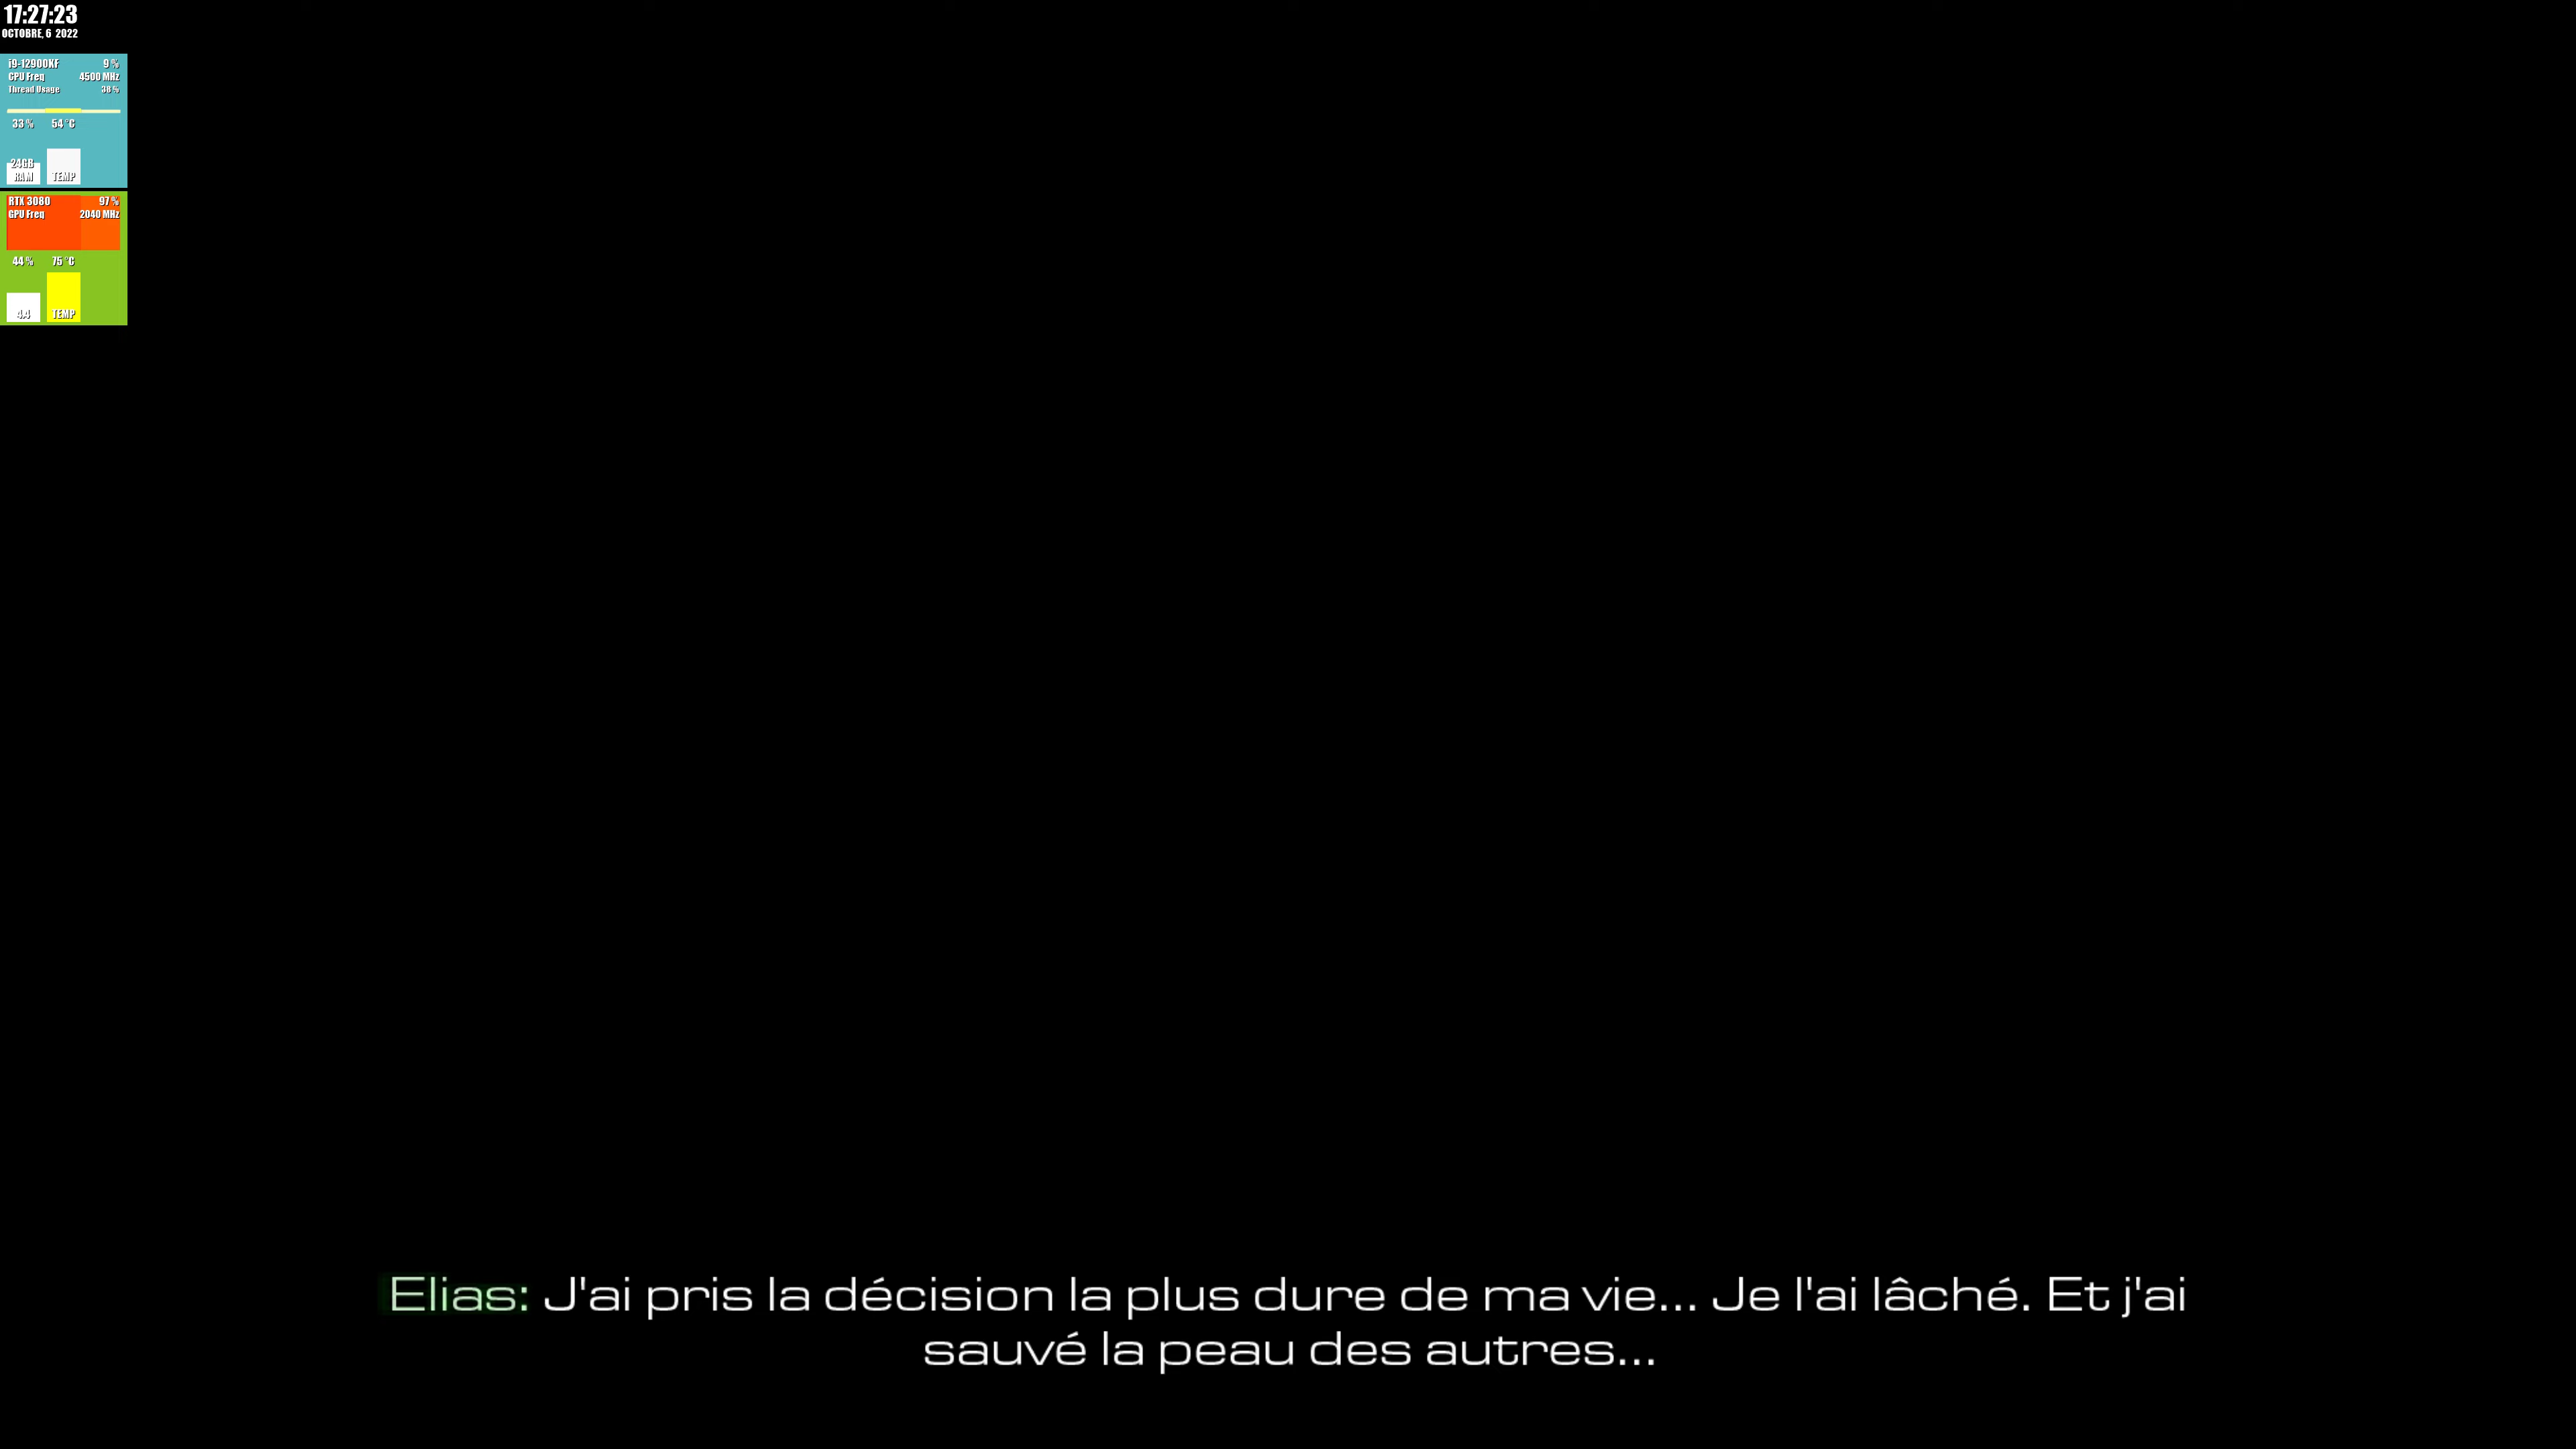 17:27:23
OCTOBRE, 6 2022
i9-12900KF 9 %
CPU Freq 4500 MHz
Thread Usage 38 %
33 % 54 °C
24GB
RAM TEMP
RTX 3080 97 %
GPU Freq 2040 MHz
44 % 75 °C
4.4 TEMP
Elias: J'ai pris la décision la plus dure de ma vie... Je l'ai lâché. Et j'ai
sauvé la peau des autres...